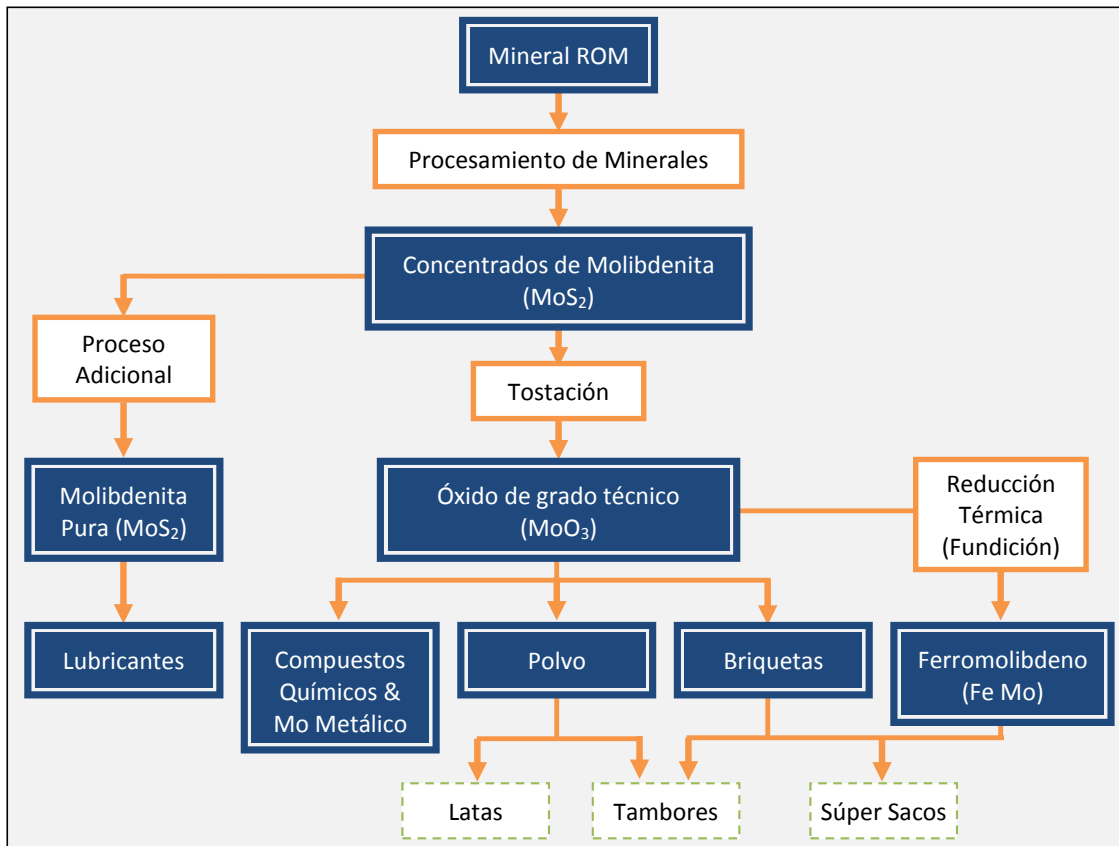 Mineral ROM
Procesamiento de Minerales
Concentrados de Molibdenita
(MoS₂)
Proceso
Adicional
Tostación
Molibdenita
Pura (MoS₂)
Óxido de grado técnico
(MoO₃)
Reducción
Térmica
(Fundición)
Lubricantes
Compuestos
Químicos &
Mo Metálico
Polvo
Briquetas
Ferromolibdeno
(Fe Mo)
Latas
Tambores
Súper Sacos